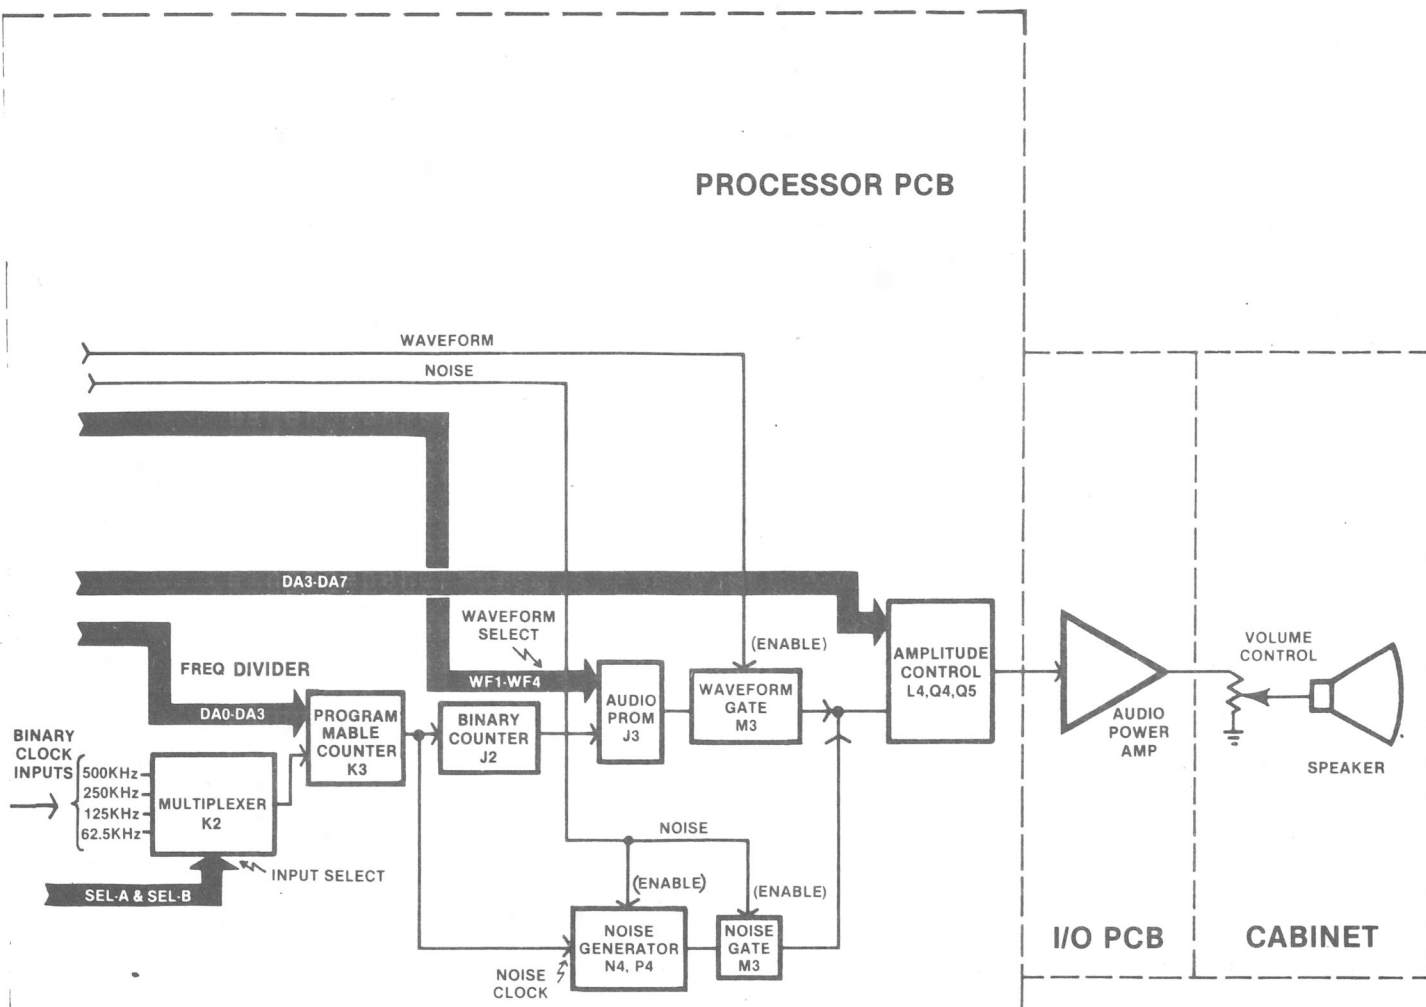 PROCESSOR PCB
WAVEFORM
NOISE
DA3-DA7
WAVEFORM
SELECT
(ENABLE)
WF1-WF4
FREQ DIVIDER
DA0-DA3
PROGRAM
MABLE
COUNTER
K3
BINARY
COUNTER
J2
AUDIO
PROM
J3
WAVEFORM
GATE
M3
AMPLITUDE
CONTROL
L4,Q4,Q5
AUDIO
POWER
AMP
VOLUME
CONTROL
SPEAKER
BINARY
CLOCK
INPUTS
500KHz
250KHz
125KHz
62.5KHz
MULTIPLEXER
K2
INPUT SELECT
SEL-A & SEL-B
NOISE
(ENABLE)
(ENABLE)
NOISE
GENERATOR
N4, P4
NOISE
GATE
M3
NOISE
CLOCK
I/O PCB
CABINET